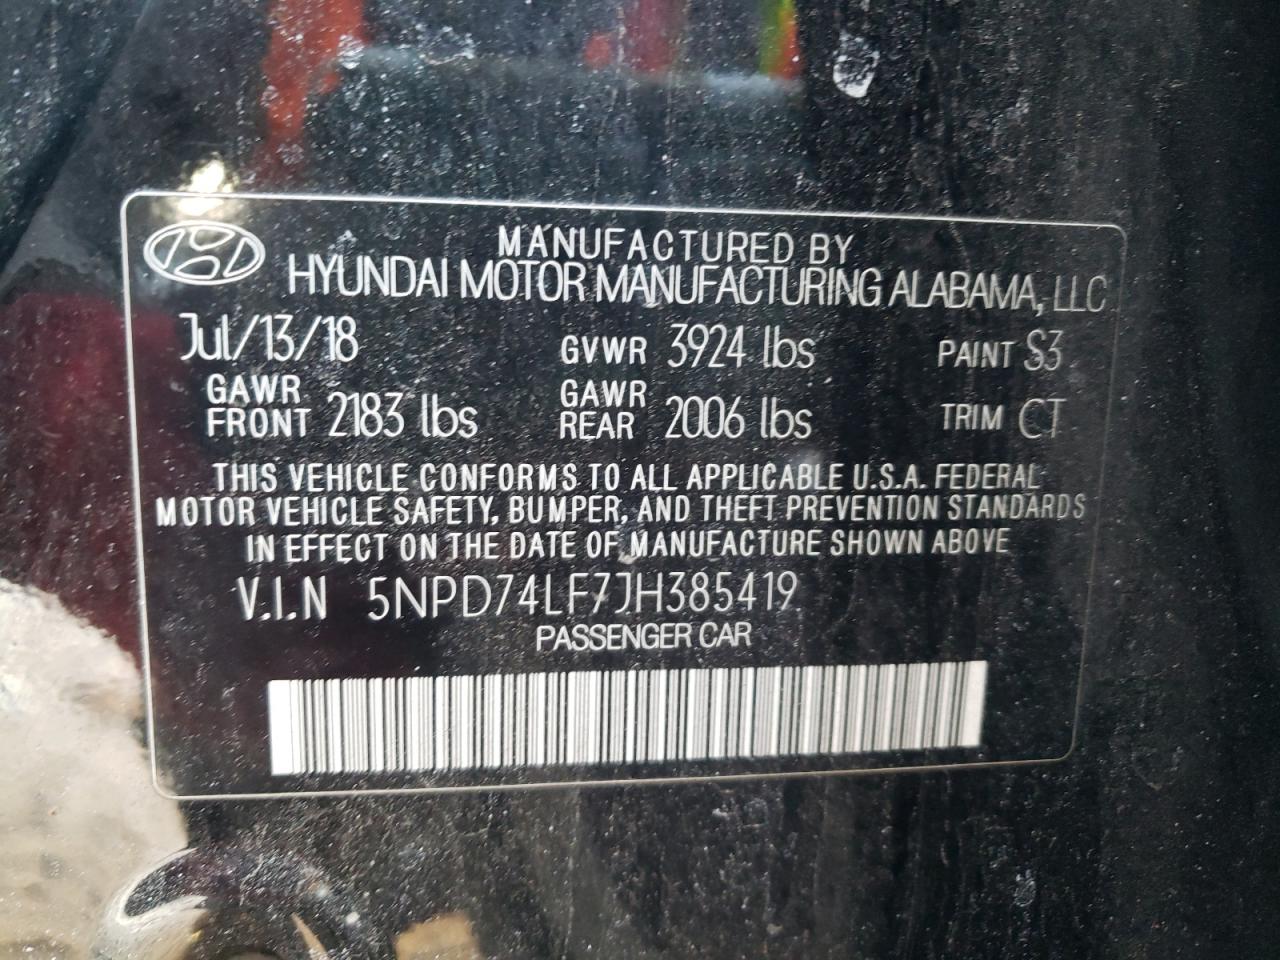 MANUFACTURED BY
HYUNDAI MOTOR MANUFACTURING ALABAMA, LLC
Jul/13/18 GVWR 3924 lbs PAINT S3
GAWR FRONT 2183 lbs GAWR REAR 2006 lbs TRIM CT
THIS VEHICLE CONFORMS TO ALL APPLICABLE U.S.A. FEDERAL
MOTOR VEHICLE SAFETY, BUMPER, AND THEFT PREVENTION STANDARDS
IN EFFECT ON THE DATE OF MANUFACTURE SHOWN ABOVE
V.I.N 5NPD74LF7JH385419
PASSENGER CAR